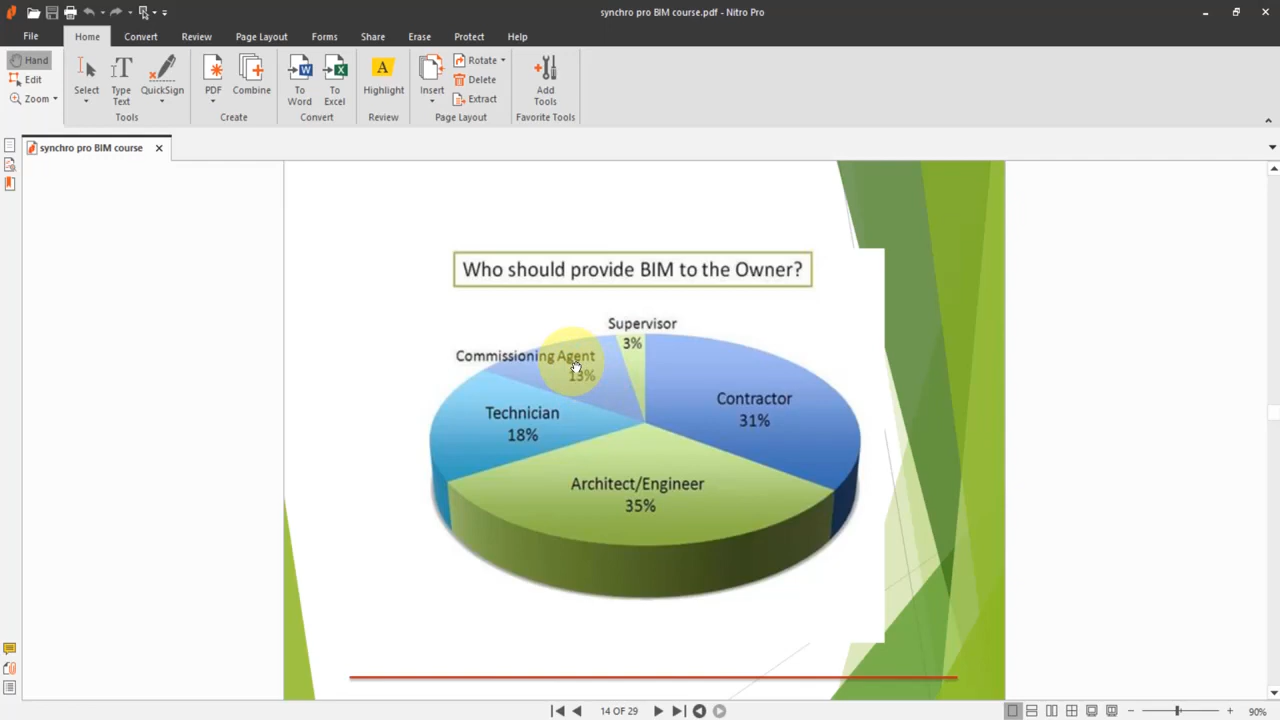 synchro pro BIM course.pdf - Nitro Pro
File
Home
Convert
Review
Page Layout
Forms
Share
Erase
Protect
Help
Hand
Edit
Zoom
Select
Type
Text
QuickSign
Tools
PDF
Combine
Create
To
Word
To
Excel
Convert
Highlight
Review
Insert
Rotate
Delete
Extract
Page Layout
Add
Tools
Favorite Tools
synchro pro BIM course
Who should provide BIM to the Owner?
Supervisor
3%
Commissioning Agent
13%
Contractor
31%
Technician
18%
Architect/Engineer
35%
14 OF 29
90%